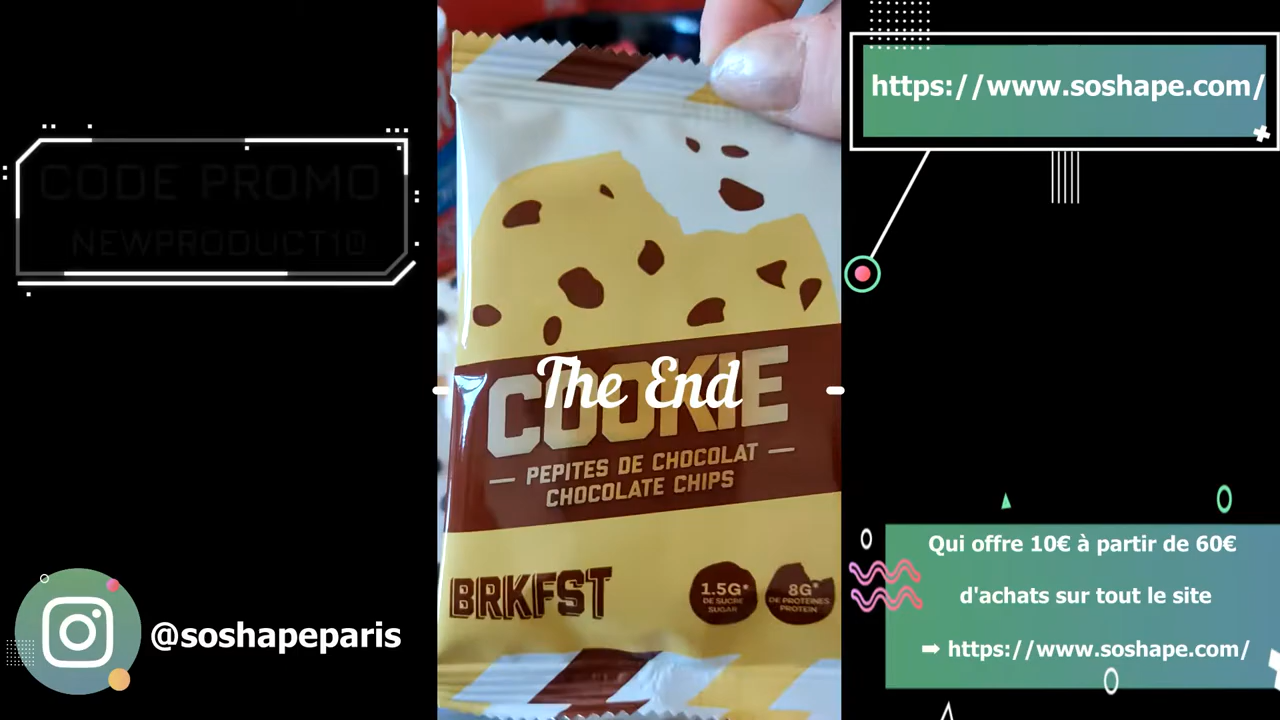 CODE PROMO
NEWPRODUCT10
@soshapeparis
The End
COOKIE
PEPITES DE CHOCOLAT
CHOCOLATE CHIPS
BRKFST
1.5G*
DE SUCRE
SUGAR
8G*
DE PROTEINES
PROTEIN
https://www.soshape.com/
Qui offre 10€ à partir de 60€
d'achats sur tout le site
➡ https://www.soshape.com/